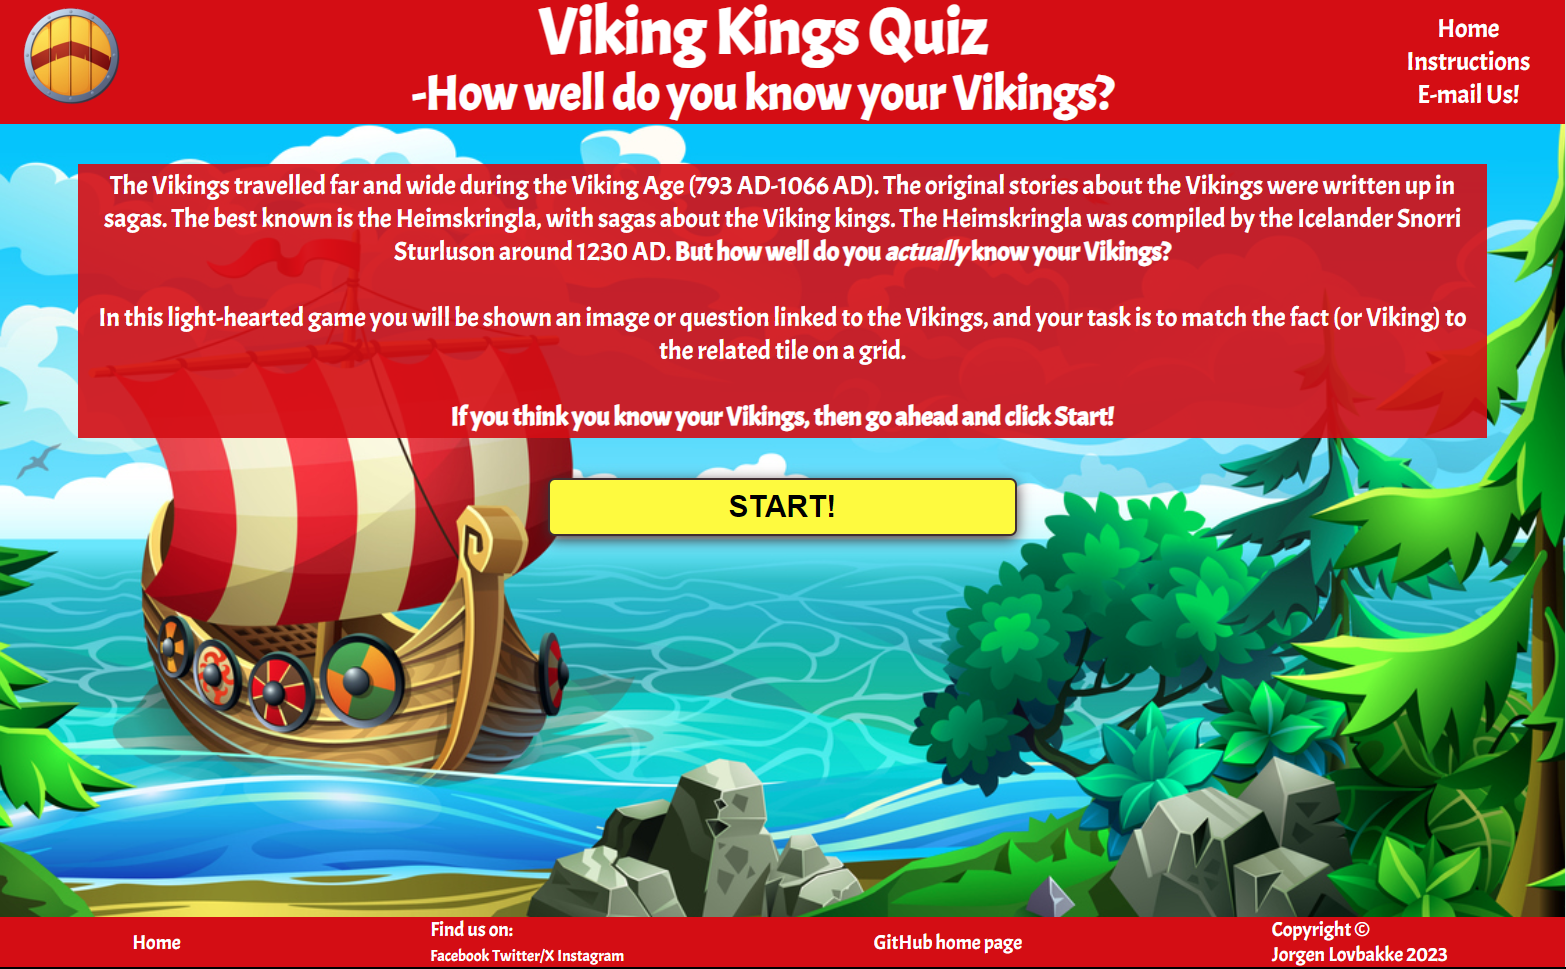 Viking Kings Quiz
-How well do you know your Vikings?
Home
Instructions
E-mail Us!
The Vikings travelled far and wide during the Viking Age (793 AD-1066 AD). The original stories about the Vikings were written up in
sagas. The best known is the Heimskringla, with sagas about the Viking kings. The Heimskringla was compiled by the Icelander Snorri
Sturluson around 1230 AD. But how well do you actually know your Vikings?
In this light-hearted game you will be shown an image or question linked to the Vikings, and your task is to match the fact (or Viking) to
the related tile on a grid.
If you think you know your Vikings, then go ahead and click Start!
START!
Home
Find us on:
Facebook Twitter/X Instagram
GitHub home page
Copyright ©
Jorgen Lovbakke 2023